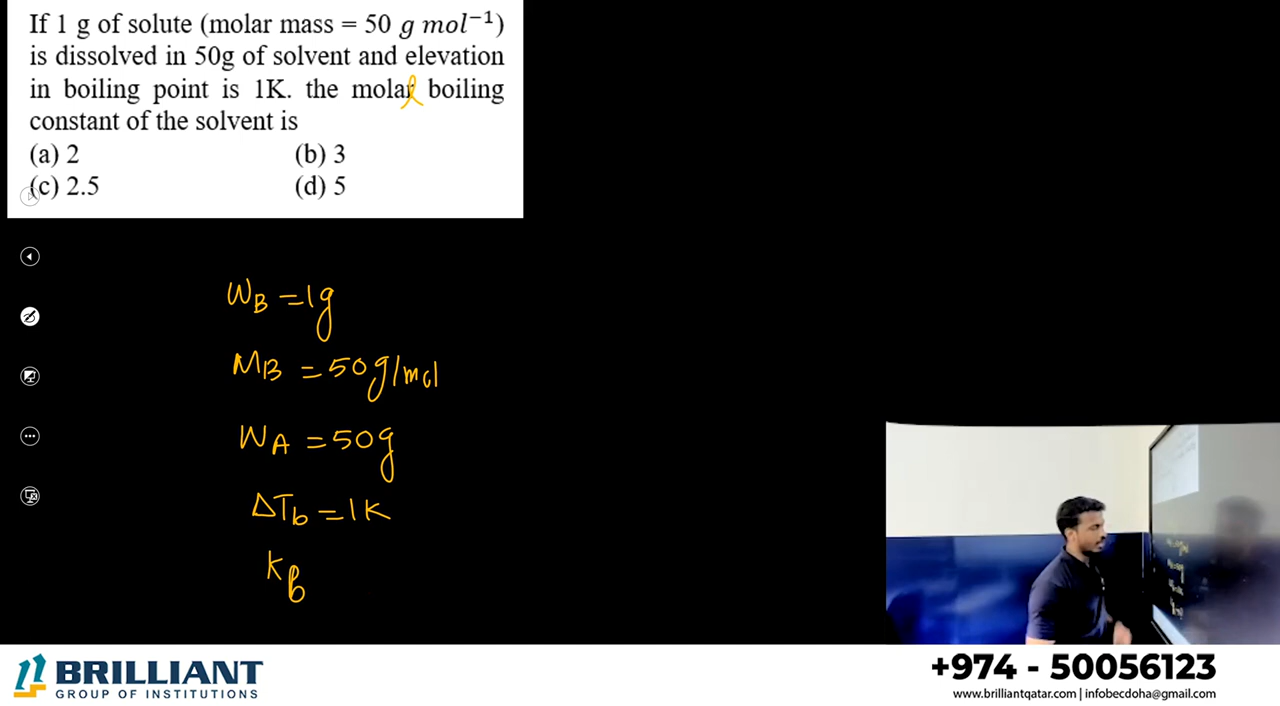 If 1 g of solute (molar mass = 50 g mol⁻¹)
is dissolved in 50g of solvent and elevation
in boiling point is 1K. the molal boiling
constant of the solvent is
(a) 2 (b) 3
(c) 2.5 (d) 5
W_B = 1g
M_B = 50g/mol
W_A = 50g
ΔT_b = 1K
K_b
BRILLIANT
GROUP OF INSTITUTIONS
+974 - 50056123
www.brilliantqatar.com | infobecdoha@gmail.com